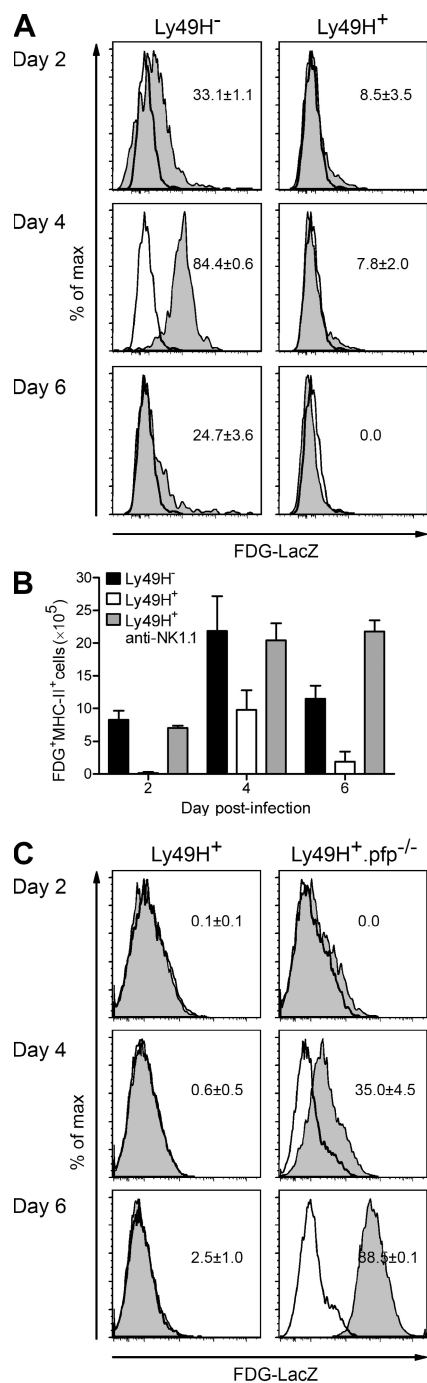 A
Ly49H⁻ Ly49H⁺
Day 2
33.1±1.1 8.5±3.5
Day 4
84.4±0.6 7.8±2.0
Day 6
24.7±3.6 0.0
% of max
FDG-LacZ
B
FDG⁺MHC-II⁺ cells (×10⁵)
30
25
20
15
10
5
0
Ly49H⁻
Ly49H⁺
Ly49H⁺
anti-NK1.1
2 4 6
Day post-infection
C
Ly49H⁺ Ly49H⁺.pfp⁻/⁻
Day 2
0.1±0.1 0.0
Day 4
0.6±0.5 35.0±4.5
Day 6
2.5±1.0 88.5±0.1
% of max
FDG-LacZ